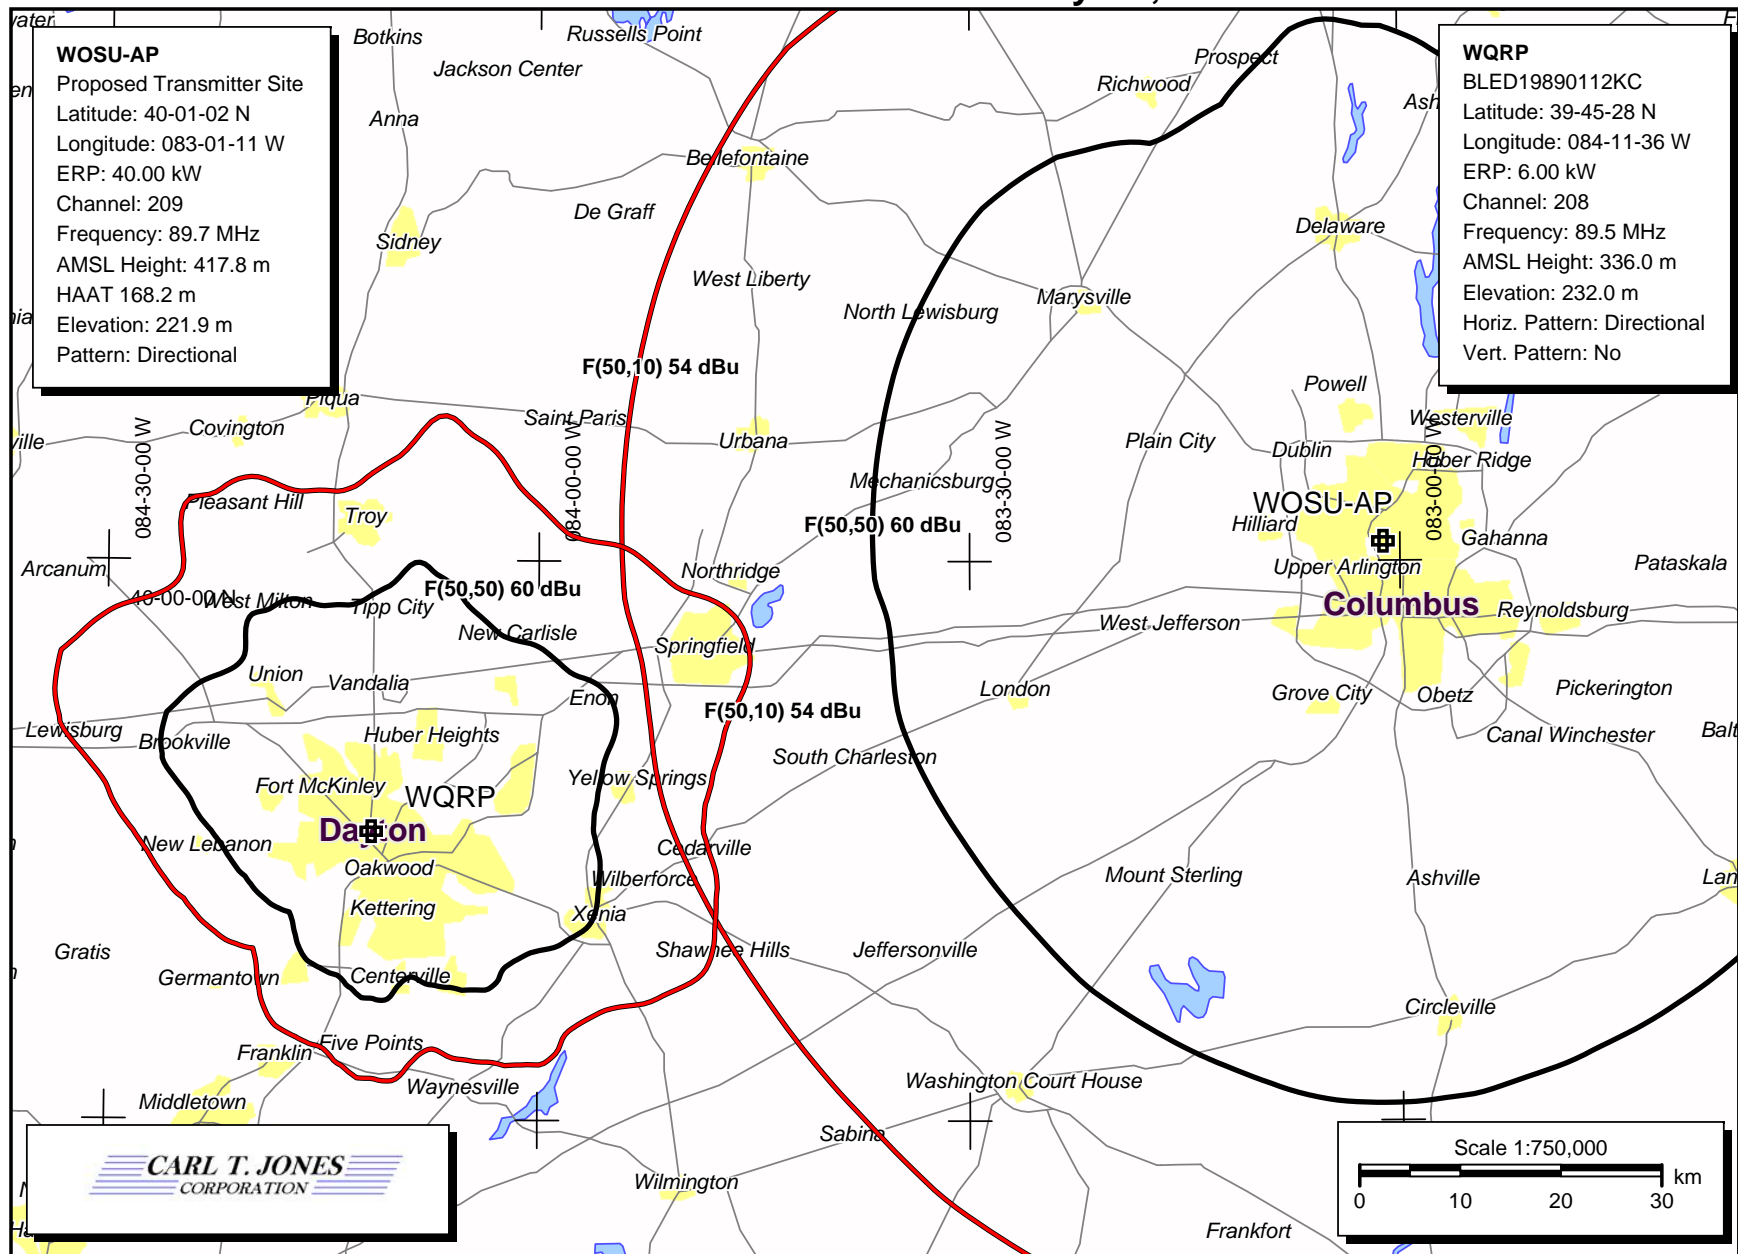 WOSU-AP
Proposed Transmitter Site
Latitude: 40-01-02 N
Longitude: 083-01-11 W
ERP: 40.00 kW
Channel: 209
Frequency: 89.7 MHz
AMSL Height: 417.8 m
HAAT 168.2 m
Elevation: 221.9 m
Pattern: Directional
WQRP
BLED19890112KC
Latitude: 39-45-28 N
Longitude: 084-11-36 W
ERP: 6.00 kW
Channel: 208
Frequency: 89.5 MHz
AMSL Height: 336.0 m
Elevation: 232.0 m
Horiz. Pattern: Directional
Vert. Pattern: No
Botkins
Russells Point
Jackson Center
Prospect
Richwood
Ash
Anna
Bellefontaine
De Graff
Sidney
Delaware
West Liberty
Marysville
North Lewisburg
F(50,10) 54 dBu
Powell
Piqua
Covington
Saint Paris
Urbana
Westerville
Plain City
Dublin
Huber Ridge
ville
084-30-00 W
084-00-00 W
083-30-00 W
083-00-00 W
Mechanicsburg
Pleasant Hill
Troy
WOSU-AP
F(50,50) 60 dBu
Hilliard
Gahanna
Arcanum
Northridge
Upper Arlington
Pataskala
F(50,50) 60 dBu
40-00-00 N
West Milton
Tipp City
Columbus
Reynoldsburg
New Carlisle
West Jefferson
Springfield
Union
Vandalia
Enon
London
Grove City
Obetz
Pickerington
F(50,10) 54 dBu
Lewisburg
Brookville
Huber Heights
Canal Winchester
Balt
South Charleston
Fort McKinley
WQRP
Yellow Springs
Dayton
New Lebanon
Cedarville
Oakwood
Wilberforce
Mount Sterling
Ashville
Lan
Kettering
Xenia
Gratis
Shawnee Hills
Jeffersonville
Germantown
Centerville
Circleville
Franklin
Five Points
Waynesville
Washington Court House
Middletown
Sabina
Wilmington
Frankfort
CARL T. JONES
CORPORATION
Scale 1:750,000
km
0 10 20 30